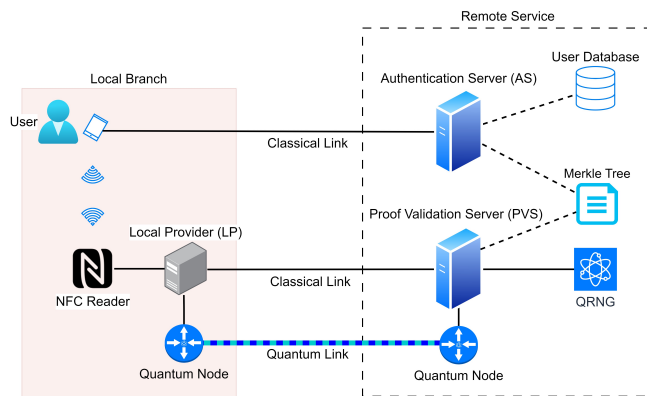 Remote Service
Local Branch
User Database
Authentication Server (AS)
User
Classical Link
Merkle Tree
Proof Validation Server (PVS)
Local Provider (LP)
Classical Link
NFC Reader
QRNG
Quantum Link
Quantum Node
Quantum Node